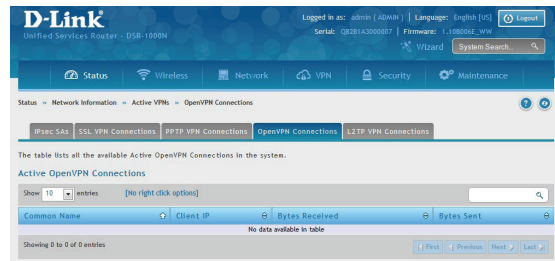 D-Link
Logged in as: admin ( ADMIN ) | Language: English [US] Logout
Unified Services Router - DSR-1000N
Serial: QB2B1A3000007 | Firmware: 1.10B006E_WW
Wizard System Search...
Status Wireless Network VPN Security Maintenance
Status » Network Information » Active VPNs » OpenVPN Connections
IPsec SAs SSL VPN Connections PPTP VPN Connections OpenVPN Connections L2TP VPN Connections
The table lists all the available Active OpenVPN Connections in the system.
Active OpenVPN Connections
Show 10 entries [No right click options]
Common Name Client IP Bytes Received Bytes Sent
No data available in table
Showing 0 to 0 of 0 entries
First Previous Next Last